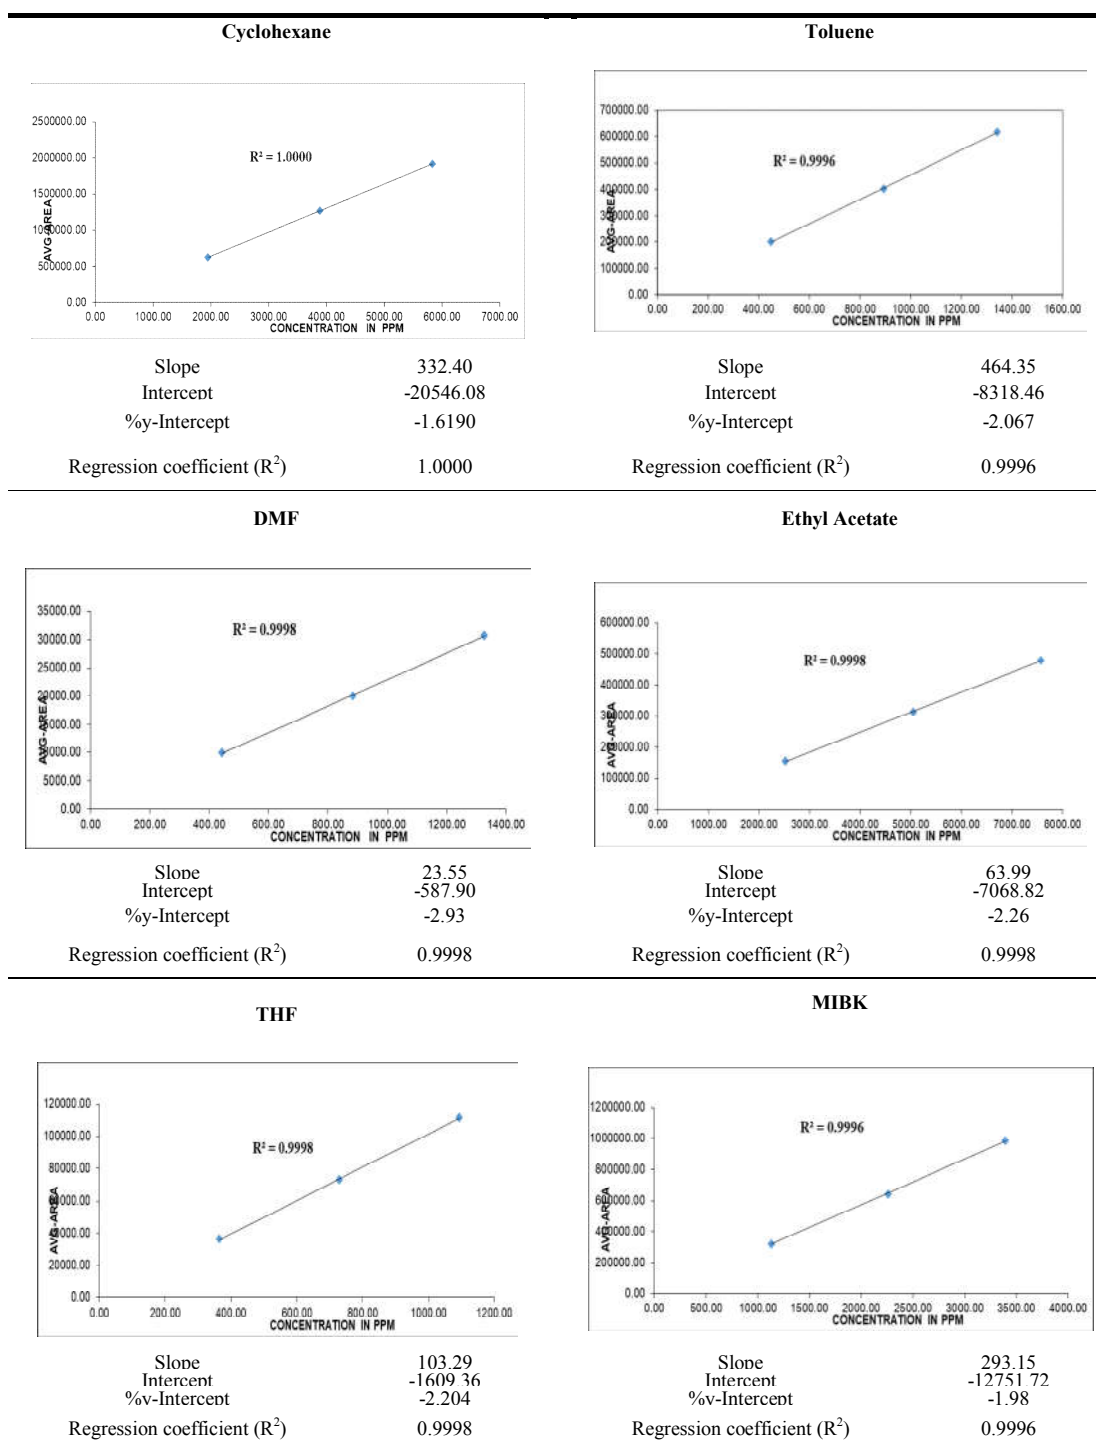 Cyclohexane
2500000.00
2000000.00
1500000.00
1000000.00
500000.00
0.00
AVG-AREA
R² = 1.0000
0.00 1000.00 2000.00 3000.00 4000.00 5000.00 6000.00 7000.00
CONCENTRATION IN PPM
Slope 332.40
Intercept -20546.08
%y-Intercept -1.6190
Regression coefficient (R²) 1.0000
Toluene
700000.00
600000.00
500000.00
400000.00
300000.00
200000.00
100000.00
0.00
AVG-AREA
R² = 0.9996
0.00 200.00 400.00 600.00 800.00 1000.00 1200.00 1400.00 1600.00
CONCENTRATION IN PPM
Slope 464.35
Intercept -8318.46
%y-Intercept -2.067
Regression coefficient (R²) 0.9996
DMF
35000.00
30000.00
25000.00
20000.00
15000.00
10000.00
5000.00
0.00
AVG-AREA
R² = 0.9998
0.00 200.00 400.00 600.00 800.00 1000.00 1200.00 1400.00
CONCENTRATION IN PPM
Slope 23.55
Intercept -587.90
%y-Intercept -2.93
Regression coefficient (R²) 0.9998
Ethyl Acetate
600000.00
500000.00
400000.00
300000.00
200000.00
100000.00
0.00
AVG-AREA
R² = 0.9998
0.00 1000.00 2000.00 3000.00 4000.00 5000.00 6000.00 7000.00 8000.00
CONCENTRATION IN PPM
Slope 63.99
Intercept -7068.82
%y-Intercept -2.26
Regression coefficient (R²) 0.9998
THF
120000.00
100000.00
80000.00
60000.00
40000.00
20000.00
0.00
AVG-AREA
R² = 0.9998
0.00 200.00 400.00 600.00 800.00 1000.00 1200.00
CONCENTRATION IN PPM
Slope 103.29
Intercept -1609.36
%y-Intercept -2.204
Regression coefficient (R²) 0.9998
MIBK
1200000.00
1000000.00
800000.00
600000.00
400000.00
200000.00
0.00
AVG-AREA
R² = 0.9996
0.00 500.00 1000.00 1500.00 2000.00 2500.00 3000.00 3500.00 4000.00
CONCENTRATION IN PPM
Slope 293.15
Intercept -12751.72
%y-Intercept -1.98
Regression coefficient (R²) 0.9996